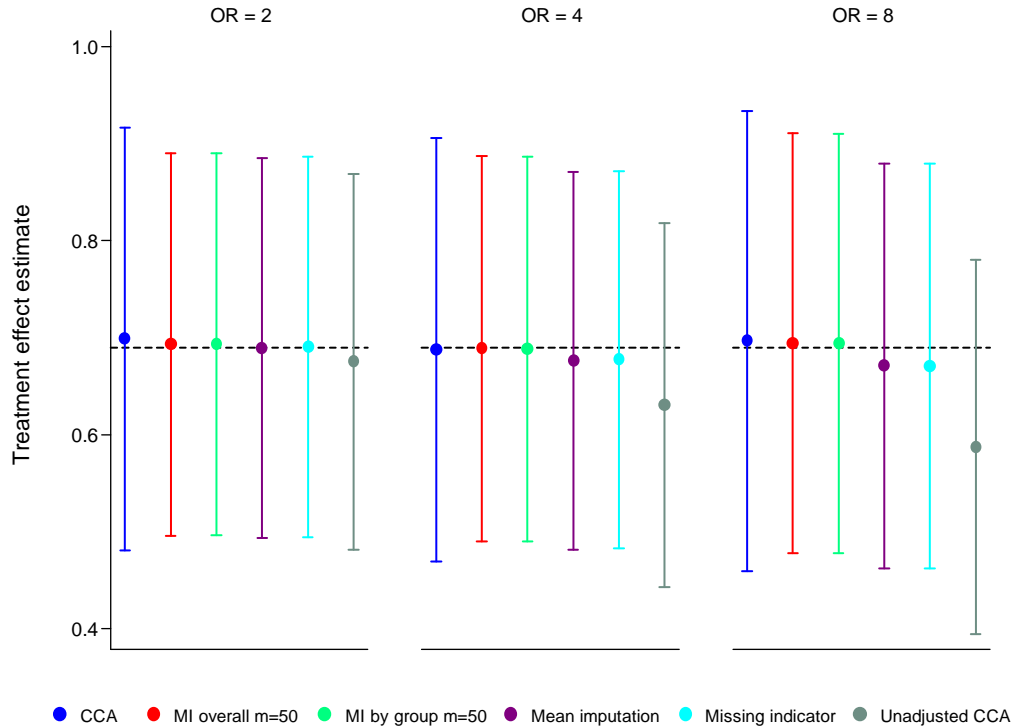 OR = 2 OR = 4 OR = 8
1.0
0.8
0.6
0.4
Treatment effect estimate
CCA MI overall m=50 MI by group m=50 Mean imputation Missing indicator Unadjusted CCA